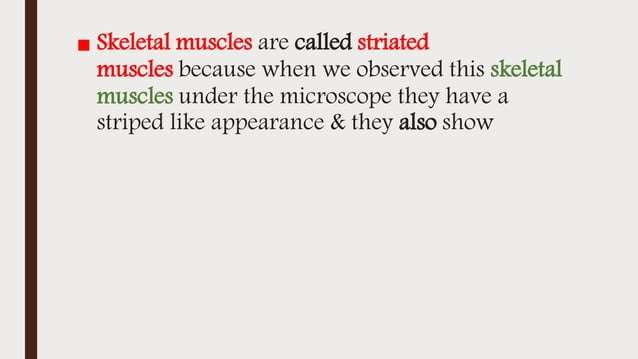 Skeletal muscles are called striated
muscles because when we observed this skeletal
muscles under the microscope they have a
striped like appearance & they also show